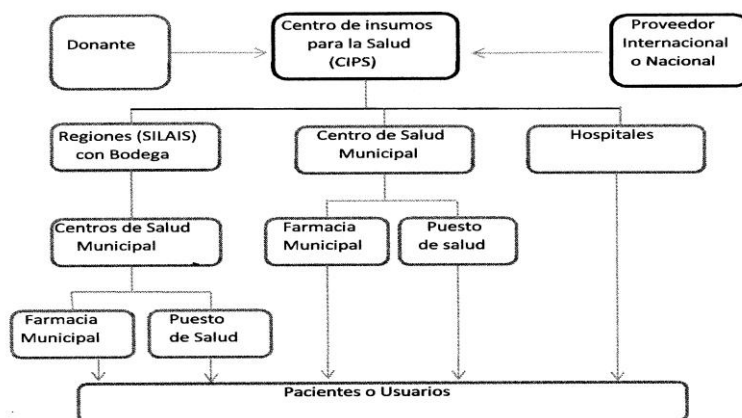 Donante
Centro de insumos
para la Salud
(CIPS)
Proveedor
Internacional
o Nacional
Regiones (SILAIS)
con Bodega
Centro de Salud
Municipal
Hospitales
Centros de Salud
Municipal
Farmacia
Municipal
Puesto
de salud
Farmacia
Municipal
Puesto
de Salud
Pacientes o Usuarios